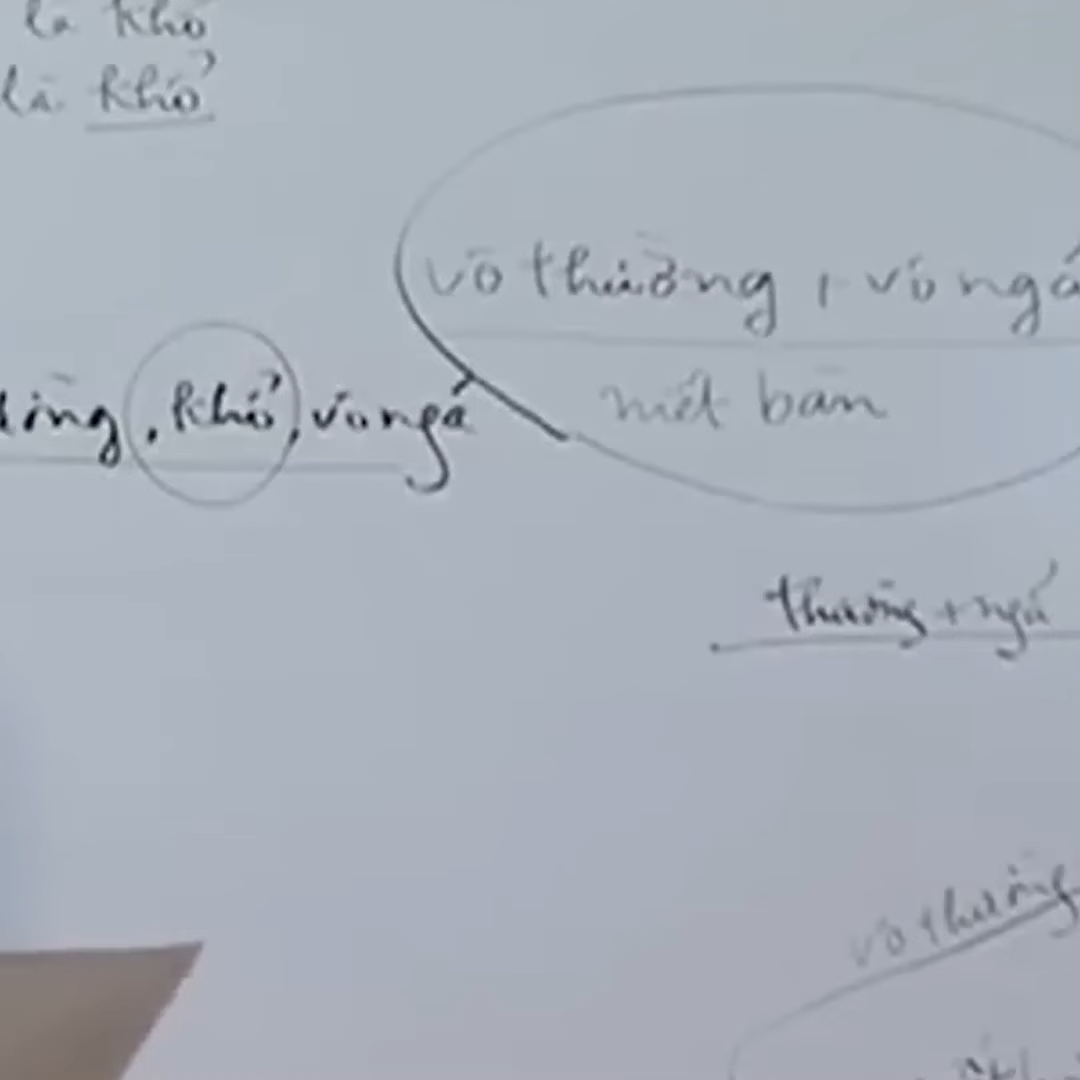 là khổ
là khổ
vô thường, vô ngã
niết bàn
, khổ, vô ngã
thường + ngã
vô thường